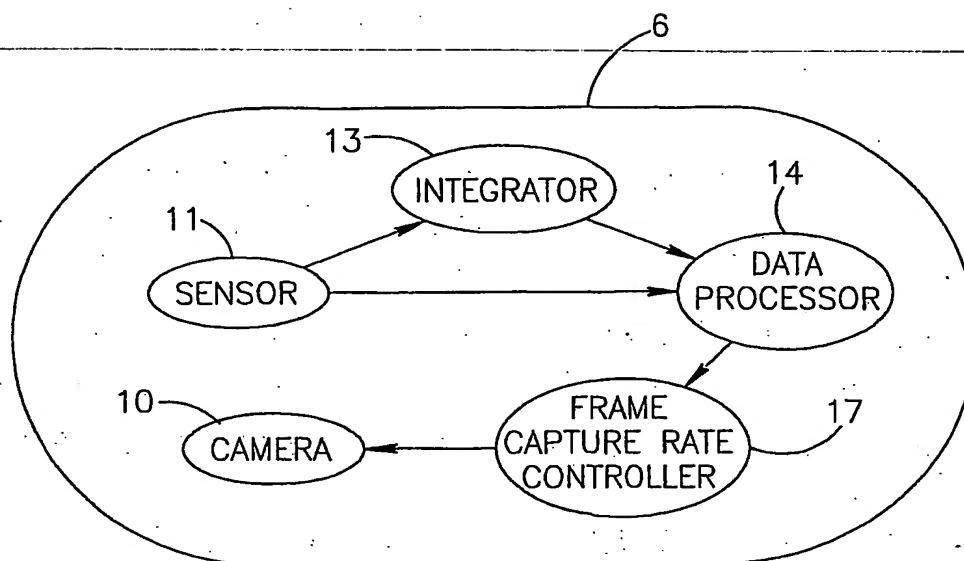 6
13
INTEGRATOR
14
11
DATA
PROCESSOR
SENSOR
10
FRAME
CAPTURE RATE
CONTROLLER
17
CAMERA